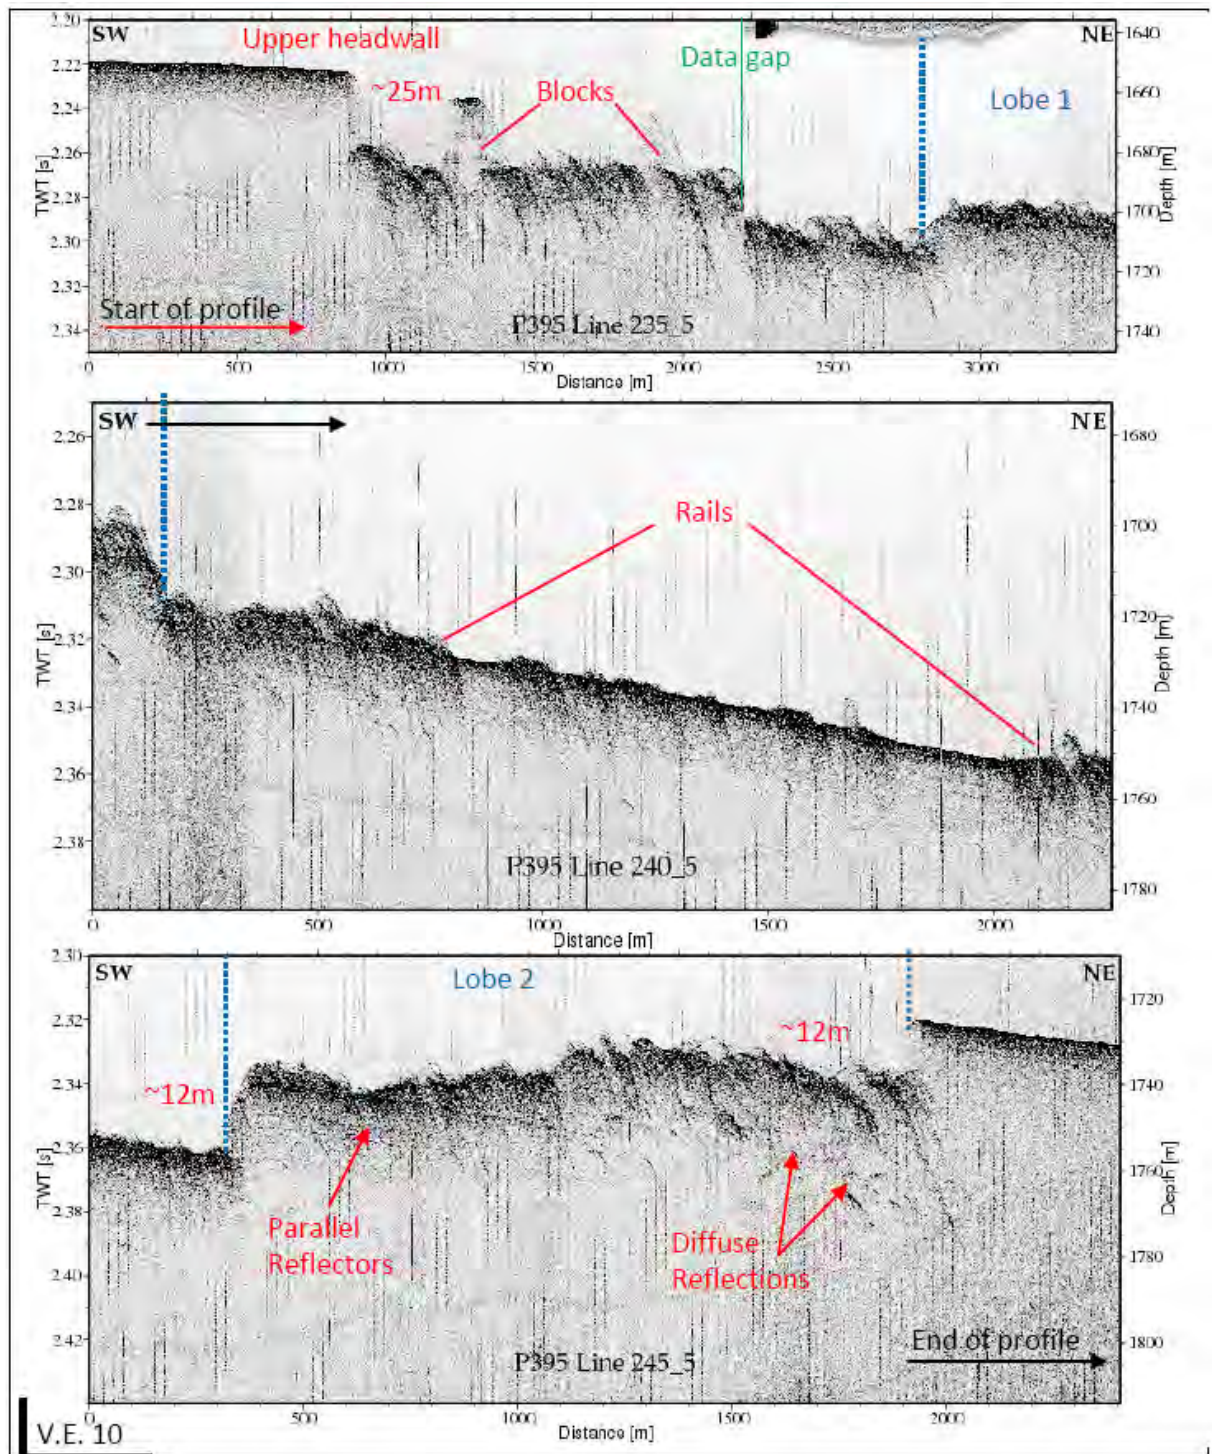 SW
NE
Upper headwall
~25m
Blocks
Data gap
Lobe 1
2.20
2.22
2.24
2.26
2.28
2.30
2.32
2.34
TWT [s]
1640
1660
1680
1700
1720
1740
Depth [m]
Start of profile
P395 Line 235_5
0
500
1000
1500
2000
2500
3000
Distance [m]
SW
NE
Rails
2.26
2.28
2.30
2.32
2.34
2.36
2.38
TWT [s]
1680
1700
1720
1740
1760
1780
Depth [m]
P395 Line 240_5
0
500
1000
1500
2000
Distance [m]
SW
NE
Lobe 2
~12m
~12m
2.30
2.32
2.34
2.36
2.38
2.40
2.42
TWT [s]
1720
1740
1760
1780
1800
Depth [m]
Parallel
Reflectors
Diffuse
Reflections
End of profile
P395 Line 245_5
0
500
1000
1500
2000
Distance [m]
V.E. 10